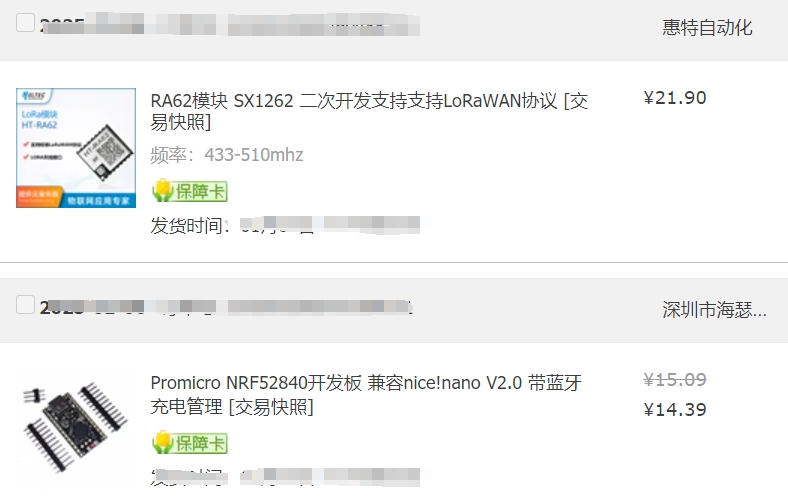 惠特自动化
HELTEC
LoRa模块
HT-RA62
HT-RA62
物联网应用专家
RA62模块 SX1262 二次开发支持支持LoRaWAN协议 [交
易快照]
¥21.90
频率：433-510mhz
保障卡
发货时间：
深圳市海瑟...
Promicro NRF52840开发板 兼容nice!nano V2.0 带蓝牙
充电管理 [交易快照]
¥15.09
¥14.39
保障卡